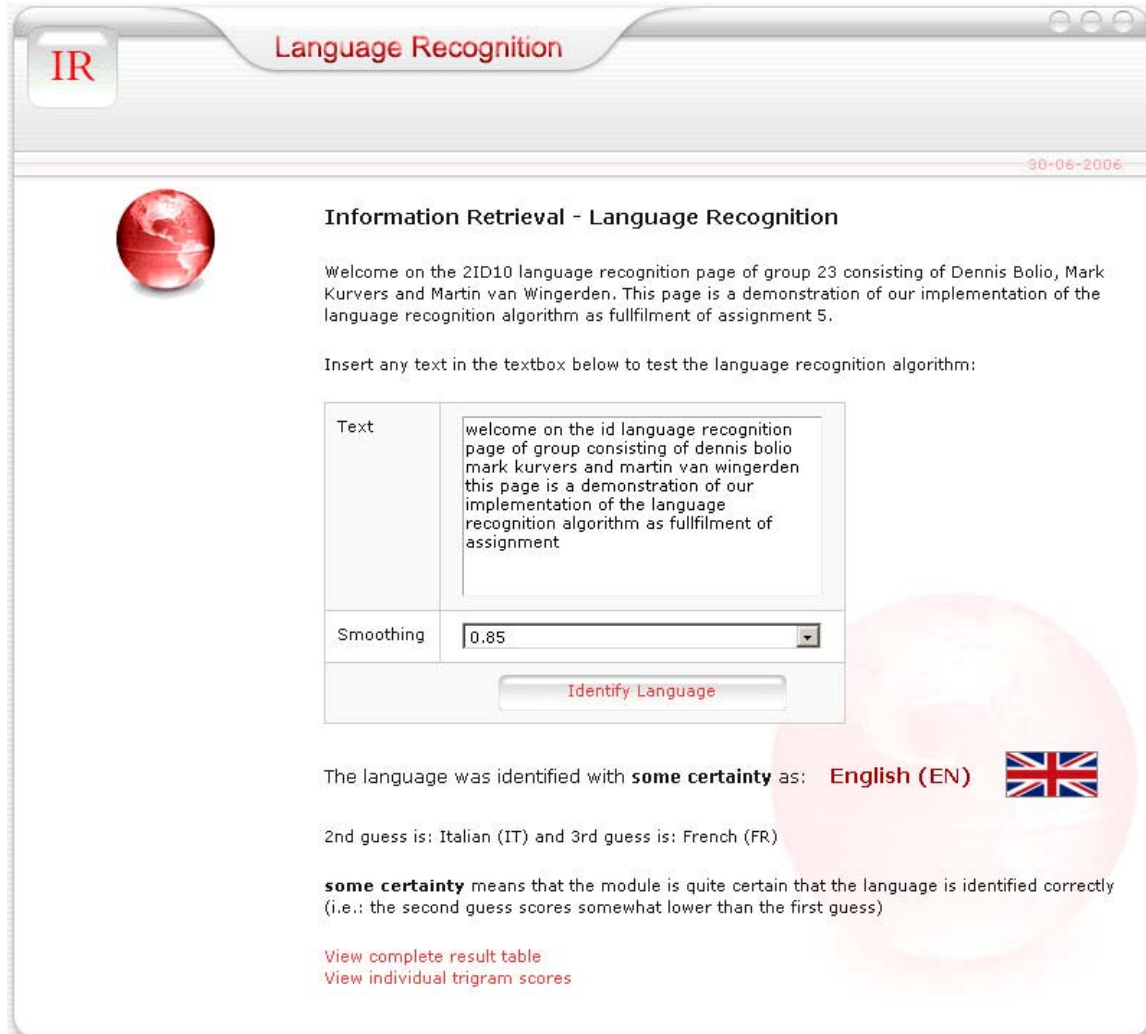 Language Recognition
IR
30-06-2006
Information Retrieval - Language Recognition
Welcome on the 2ID10 language recognition page of group 23 consisting of Dennis Bolio, Mark
Kurvers and Martin van Wingerden. This page is a demonstration of our implementation of the
language recognition algorithm as fullfilment of assignment 5.
Insert any text in the textbox below to test the language recognition algorithm:
Text
welcome on the id language recognition
page of group consisting of dennis bolio
mark kurvers and martin van wingerden
this page is a demonstration of our
implementation of the language
recognition algorithm as fullfilment of
assignment
Smoothing
0.85
Identify Language
The language was identified with some certainty as: English (EN)
2nd guess is: Italian (IT) and 3rd guess is: French (FR)
some certainty means that the module is quite certain that the language is identified correctly
(i.e.: the second guess scores somewhat lower than the first guess)
View complete result table
View individual trigram scores